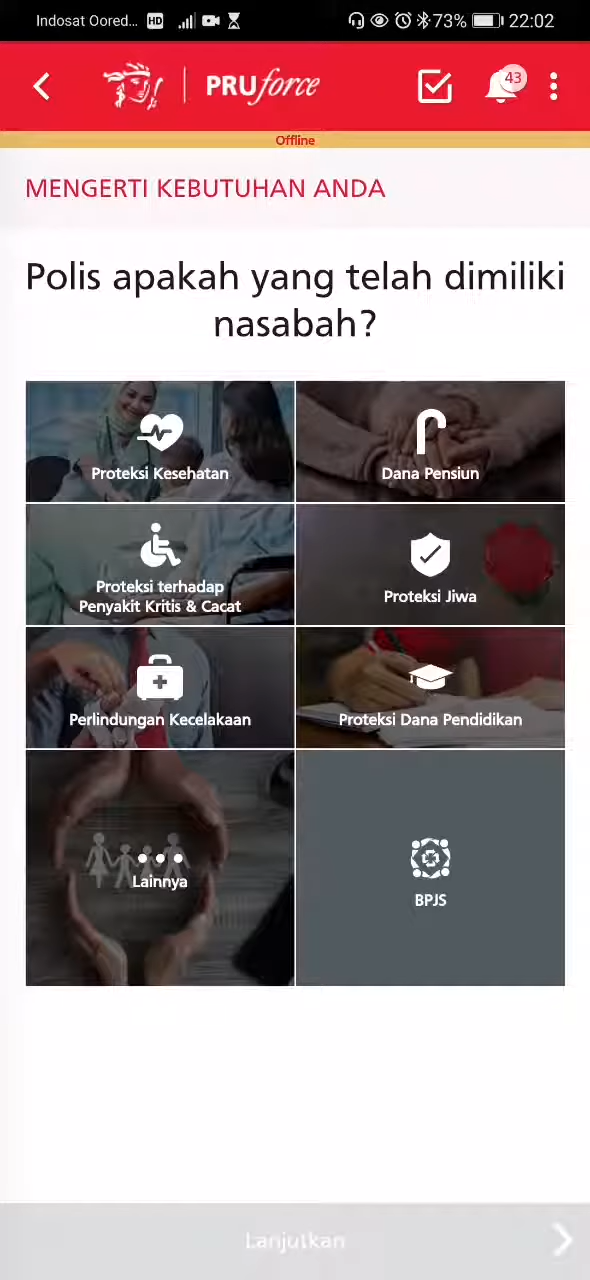 Indosat Oored... HD 73% 22:02
PRUforce 43
Offline
MENGERTI KEBUTUHAN ANDA
Polis apakah yang telah dimiliki
nasabah?
Proteksi Kesehatan
Dana Pensiun
Proteksi terhadap
Penyakit Kritis & Cacat
Proteksi Jiwa
Perlindungan Kecelakaan
Proteksi Dana Pendidikan
Lainnya
BPJS
Lanjutkan